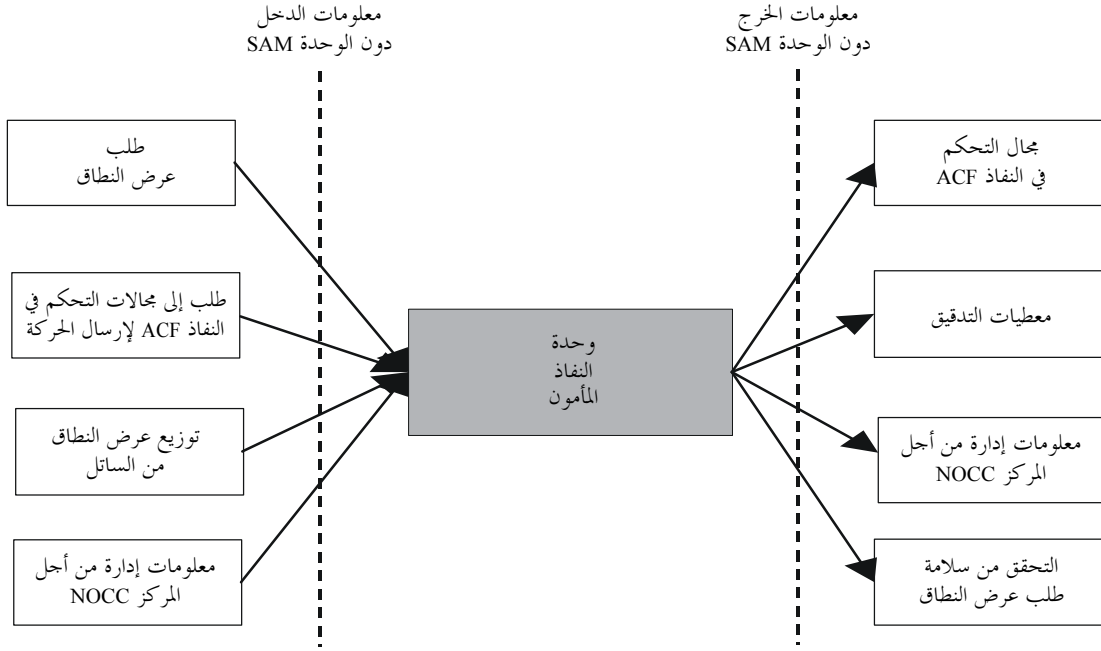 معلومات الدخل
دون الوحدة SAM
معلومات الخرج
دون الوحدة SAM
طلب
عرض النطاق
طلب إلى مجالات التحكم في
النفاذ ACF لإرسال الحركة
توزيع عرض النطاق
من الساتل
معلومات إدارة من أجل
المركز NOCC
وحدة
النفاذ
المأمون
مجال التحكم
في النفاذ ACF
معطيات التدقيق
معلومات إدارة من أجل
المركز NOCC
التحقق من سلامة
طلب عرض النطاق